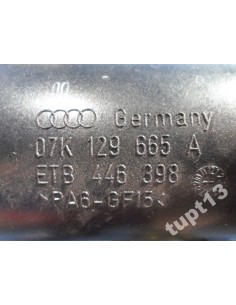 Germany
07K 129 665 A
ETB 446 398
>PA6-GF15<
tupt13